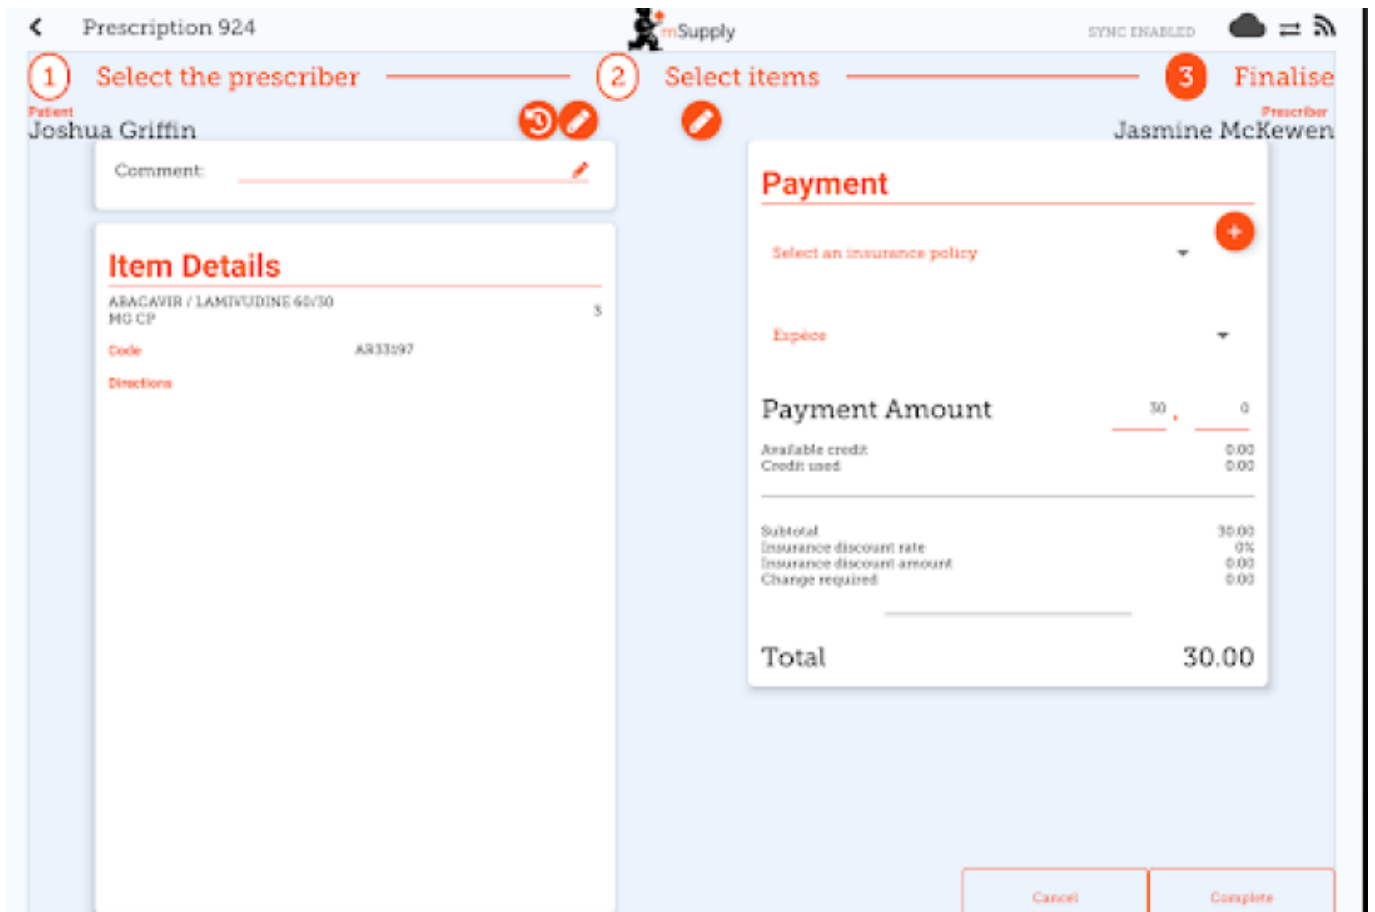 Prescription 924
mSupply
SYNC ENABLED
1 Select the prescriber
2 Select items
3 Finalise
Patient
Joshua Griffin
Prescriber
Jasmine McKewen
Comment:
Item Details
ABACAVIR / LAMIVUDINE 60/30
MG CP
3
Code AR33197
Directions
Payment
Select an insurance policy
Espèce
Payment Amount 30 . 0
Available credit 0.00
Credit used 0.00
Subtotal 30.00
Insurance discount rate 0%
Insurance discount amount 0.00
Change required 0.00
Total 30.00
Cancel
Complete